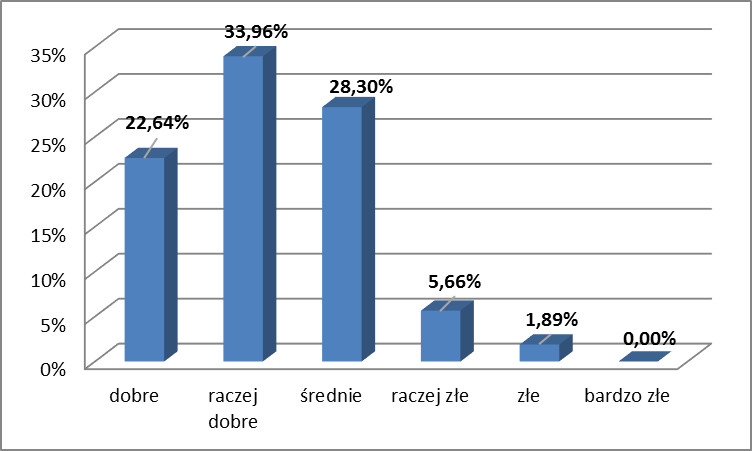 33,96%
35%
28,30%
30%
22,64%
25%
20%
15%
10%
5,66%
5%
1,89%
0,00%
0%
dobre
raczej
dobre
średnie
raczej złe
złe
bardzo złe